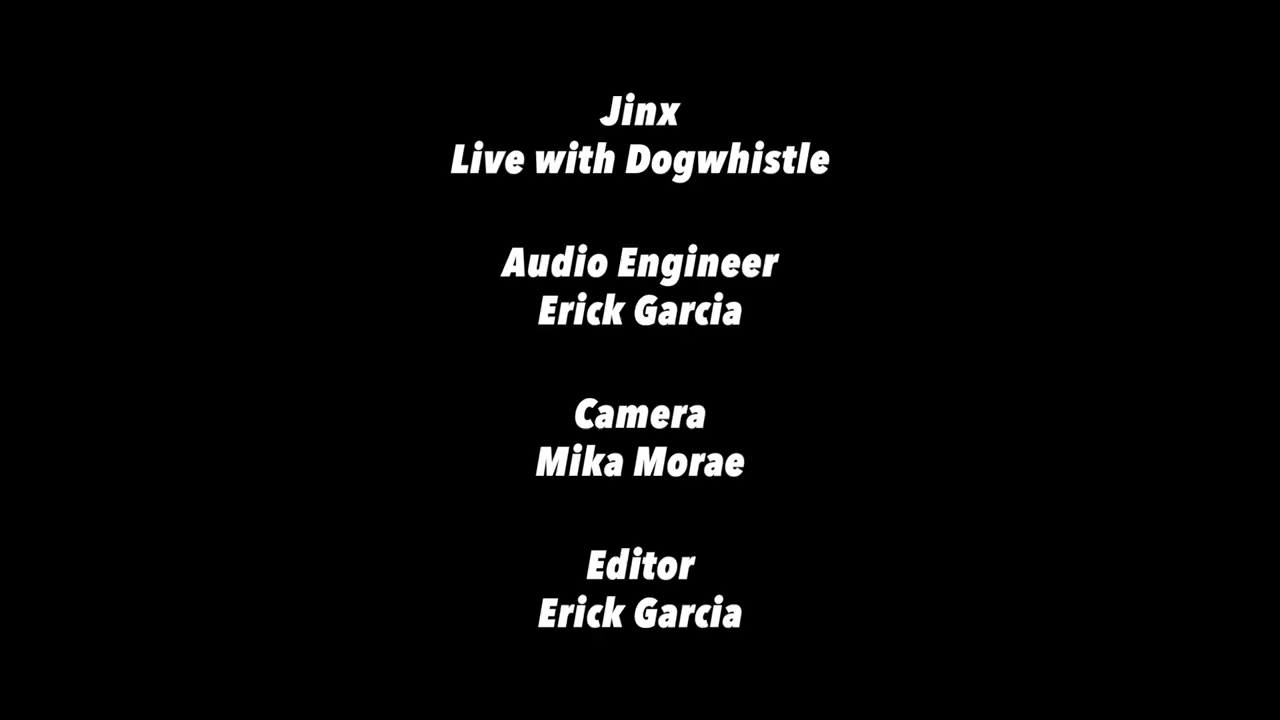 Jinx
Live with Dogwhistle
Audio Engineer
Erick Garcia
Camera
Mika Morae
Editor
Erick Garcia